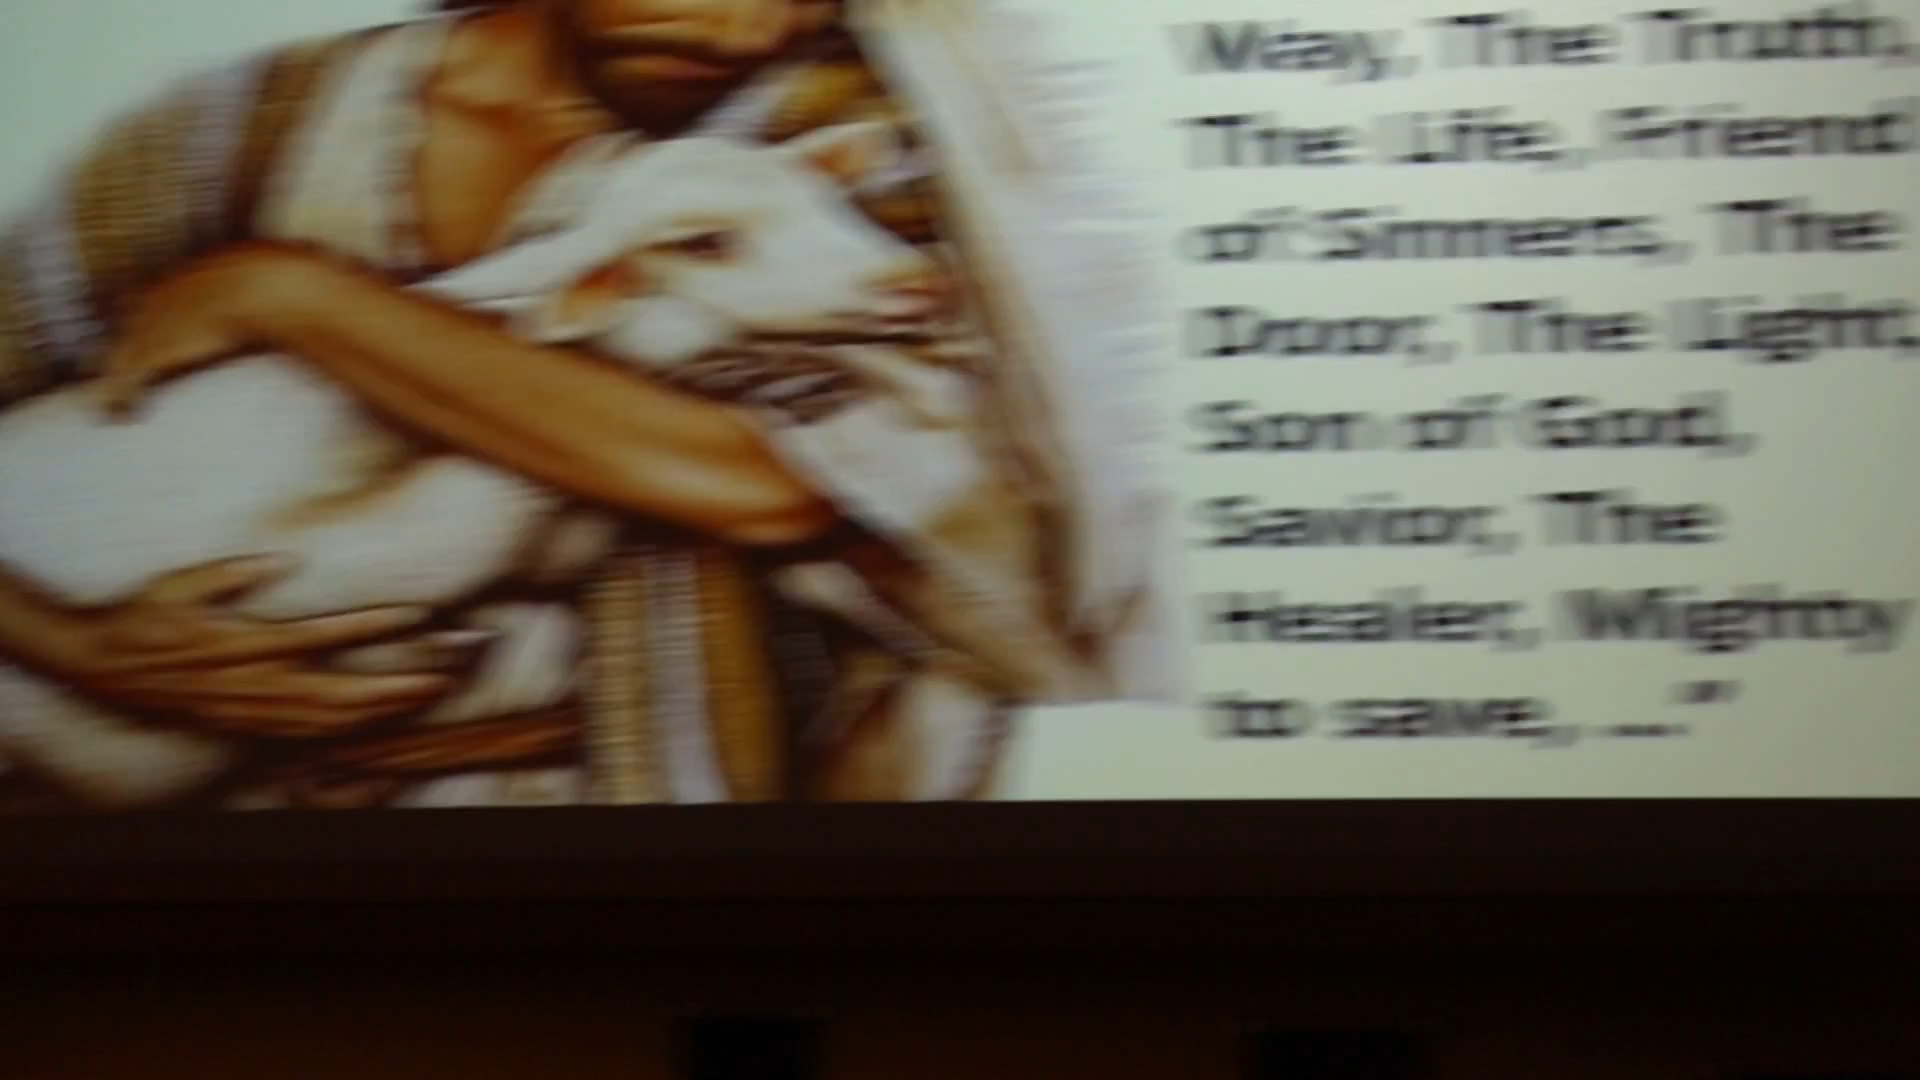 Way, The Truth,
The Life, Friend
of Sinners, The
Door, The Light,
Son of God,
Savior, The
Healer, Mighty
to save, ...."